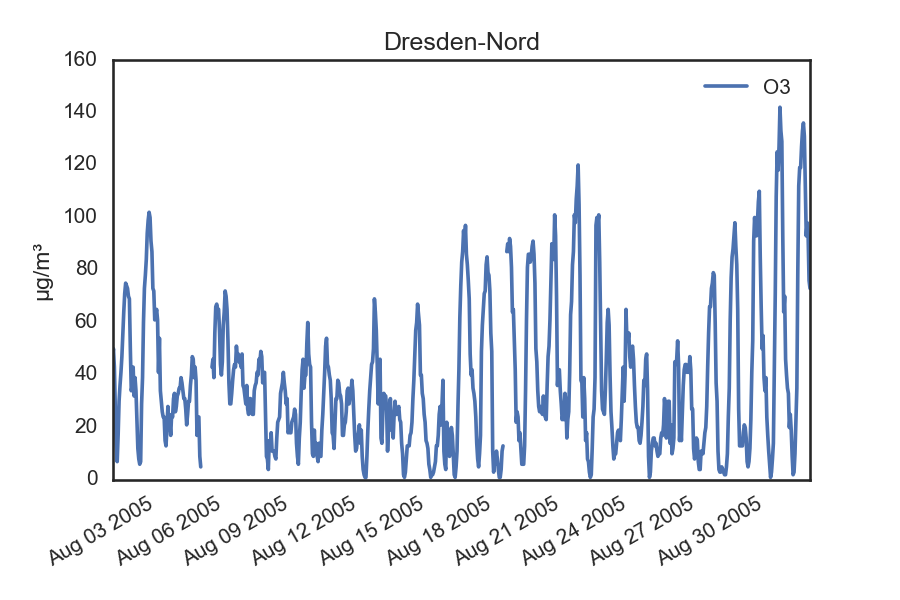 Dresden-Nord
160
140
120
100
80
60
40
20
0
µg/m³
O3
Aug 03 2005
Aug 06 2005
Aug 09 2005
Aug 12 2005
Aug 15 2005
Aug 18 2005
Aug 21 2005
Aug 24 2005
Aug 27 2005
Aug 30 2005